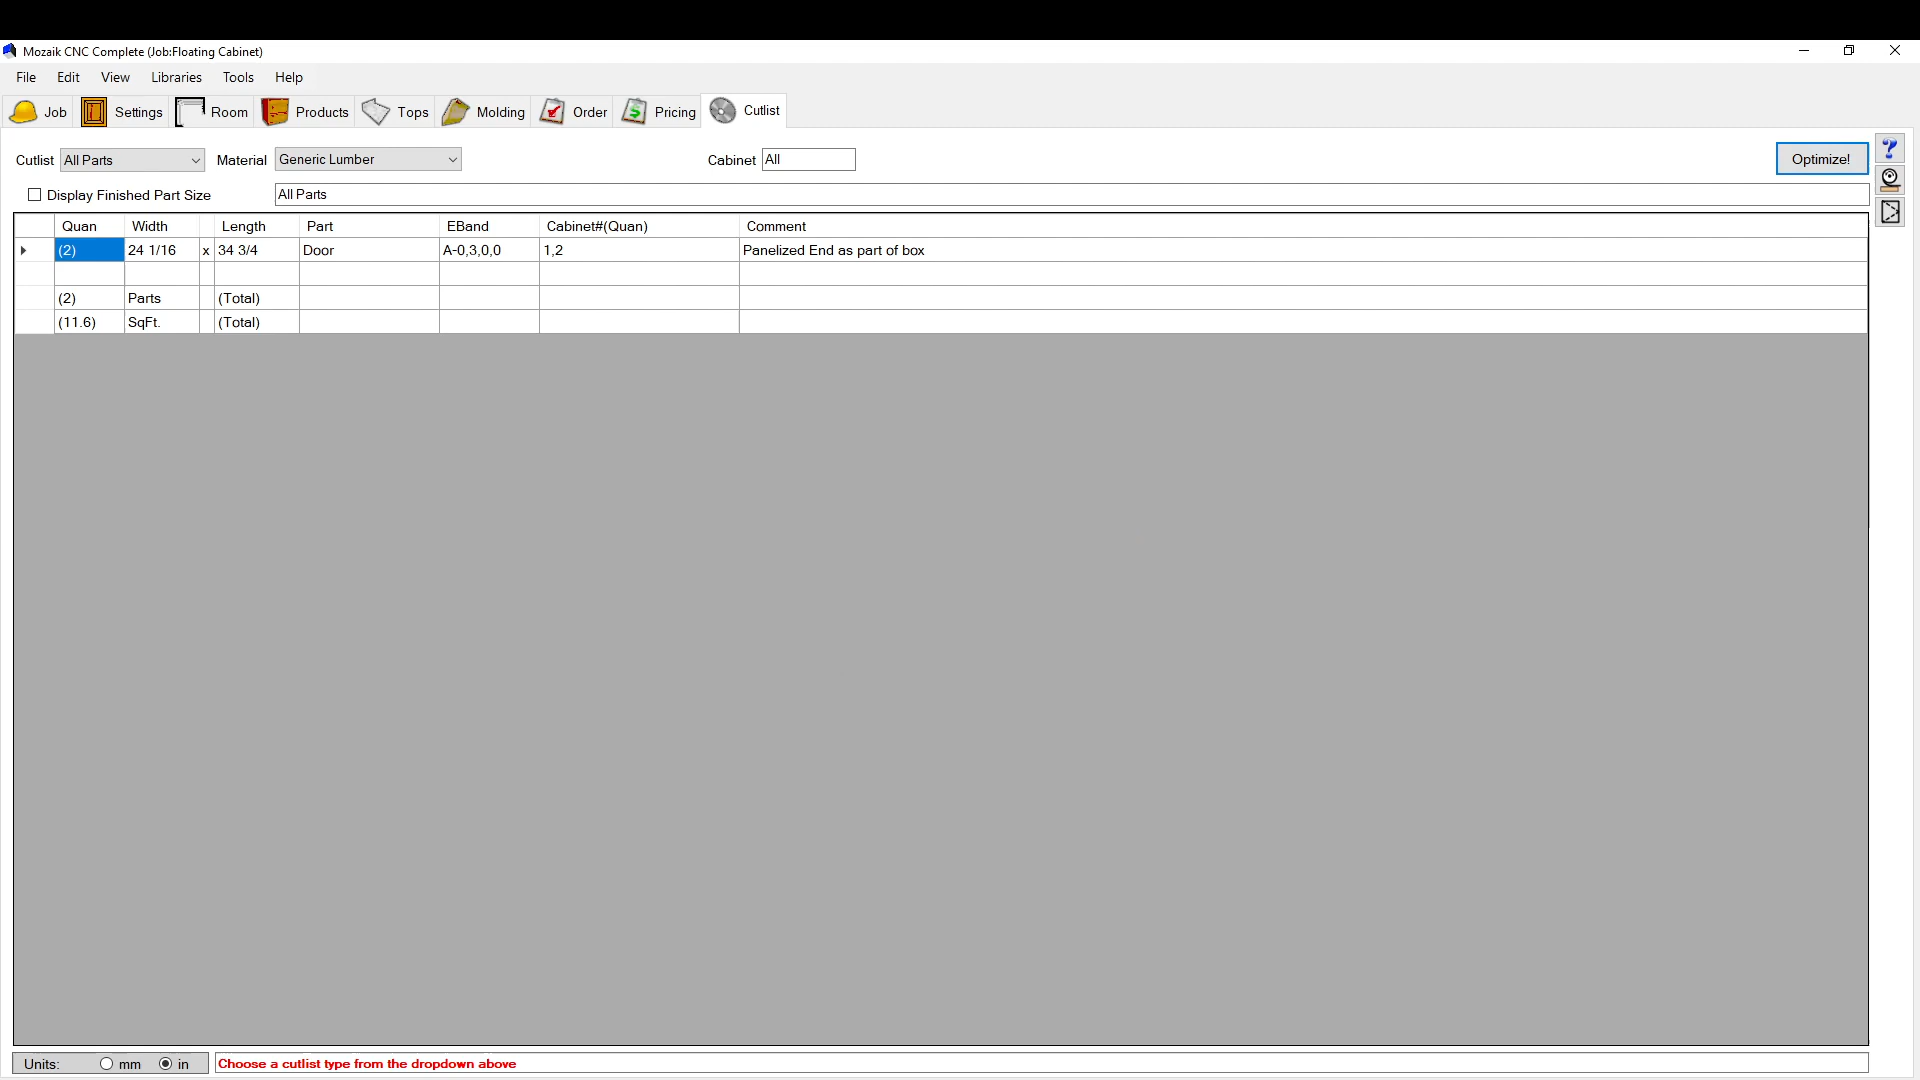 Mozaik CNC Complete (Job:Floating Cabinet)
File Edit View Libraries Tools Help
Job Settings Room Products Tops Molding Order Pricing Cutlist
Cutlist All Parts Material Generic Lumber Cabinet All Optimize!
Display Finished Part Size All Parts
Quan Width Length Part EBand Cabinet#(Quan) Comment
(2) 24 1/16 x 34 3/4 Door A-0,3,0,0 1,2 Panelized End as part of box
(2) Parts (Total)
(11.6) SqFt. (Total)
Units: mm in Choose a cutlist type from the dropdown above